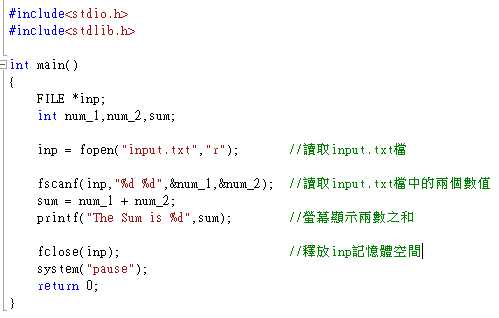 #include<stdio.h>
#include<stdlib.h>
int main()
{
FILE *inp;
int num_1,num_2,sum;
inp = fopen("input.txt","r"); //讀取input.txt檔
fscanf(inp,"%d %d",&num_1,&num_2); //讀取input.txt檔中的兩個數值
sum = num_1 + num_2;
printf("The Sum is %d",sum); //螢幕顯示兩數之和
fclose(inp); //釋放inp記憶體空間
system("pause");
return 0;
}